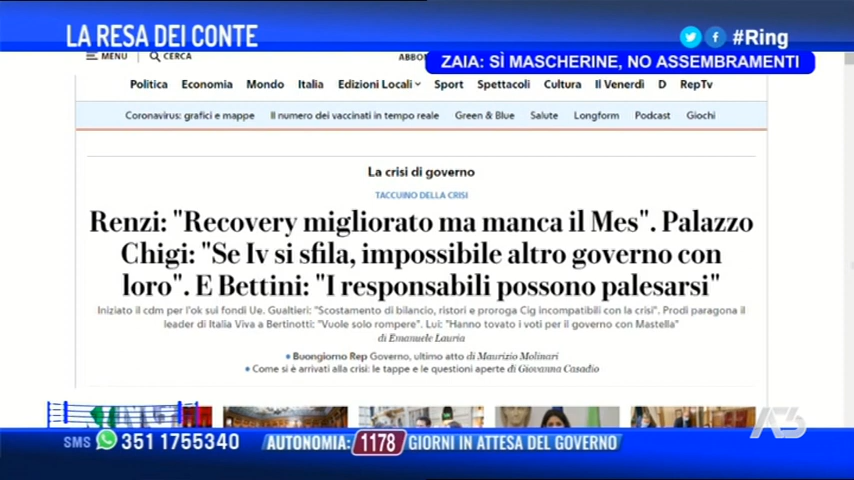 LA RESA DEI CONTE
#Ring
MENU
CERCA
ABBON
ZAIA: SÌ MASCHERINE, NO ASSEMBRAMENTI
Politica Economia Mondo Italia Edizioni Locali Sport Spettacoli Cultura Il Venerdì D RepTv
Coronavirus: grafici e mappe Il numero dei vaccinati in tempo reale Green & Blue Salute Longform Podcast Giochi
La crisi di governo
TACCUINO DELLA CRISI
Renzi: "Recovery migliorato ma manca il Mes". Palazzo
Chigi: "Se Iv si sfila, impossibile altro governo con
loro". E Bettini: "I responsabili possono palesarsi"
Iniziato il cdm per l'ok sui fondi Ue. Gualtieri: "Scostamento di bilancio, ristori e proroga Cig incompatibili con la crisi". Prodi paragona il
leader di Italia Viva a Bertinotti: "Vuole solo rompere". Lui: "Hanno tovato i voti per il governo con Mastella"
di Emanuele Lauria
Buongiorno Rep Governo, ultimo atto di Maurizio Molinari
Come si è arrivati alla crisi: le tappe e le questioni aperte di Giovanna Casadio
SMS 351 1755340
AUTONOMIA: 1178 GIORNI IN ATTESA DEL GOVERNO